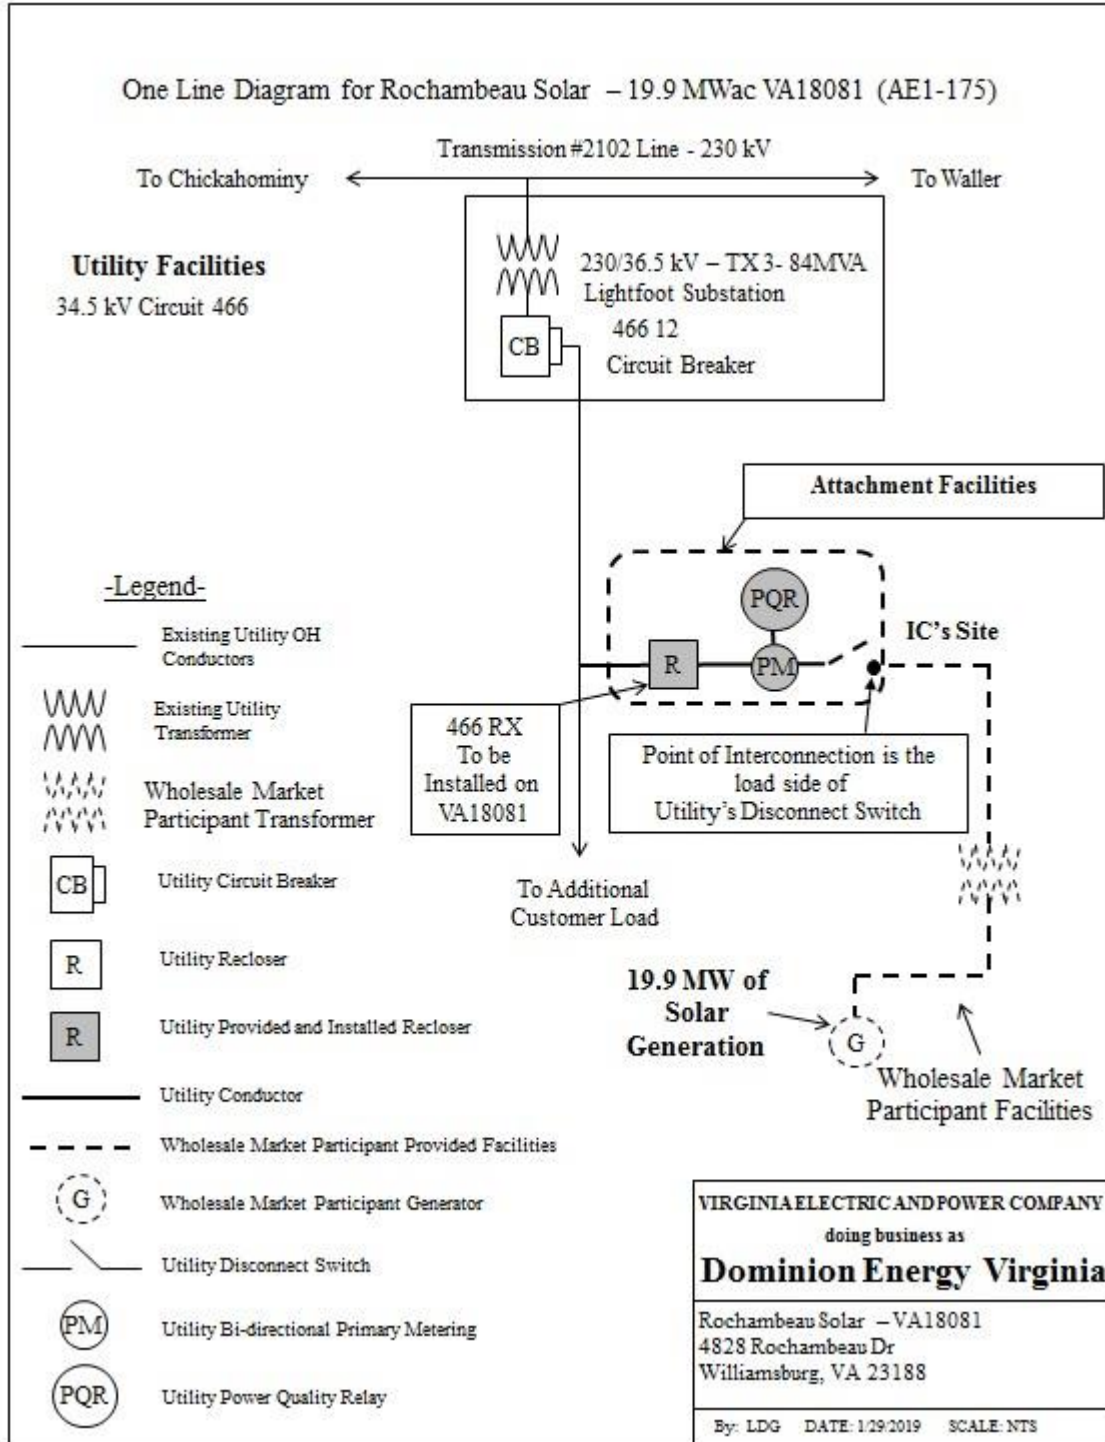 One Line Diagram for Rochambeau Solar – 19.9 MWac VA18081 (AE1-175)
Transmission #2102 Line - 230 kV
To Chickahominy
To Waller
Utility Facilities
34.5 kV Circuit 466
230/36.5 kV – TX 3- 84MVA
Lightfoot Substation
466 12
CB
Circuit Breaker
Attachment Facilities
PQR
IC's Site
R
PM
466 RX
To be
Installed on
VA18081
Point of Interconnection is the
load side of
Utility's Disconnect Switch
To Additional
Customer Load
19.9 MW of
Solar
Generation
G
Wholesale Market
Participant Facilities
-Legend-
Existing Utility OH
Conductors
Existing Utility
Transformer
Wholesale Market
Participant Transformer
CB
Utility Circuit Breaker
R
Utility Recloser
R
Utility Provided and Installed Recloser
Utility Conductor
Wholesale Market Participant Provided Facilities
G
Wholesale Market Participant Generator
Utility Disconnect Switch
PM
Utility Bi-directional Primary Metering
PQR
Utility Power Quality Relay
VIRGINIA ELECTRIC AND POWER COMPANY
doing business as
Dominion Energy Virginia
Rochambeau Solar – VA18081
4828 Rochambeau Dr
Williamsburg, VA 23188
By: LDG DATE: 1/29/2019 SCALE: NTS